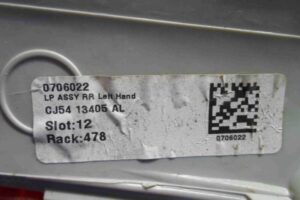 0706022
LP ASSY RR Left Hand
CJ54 13405 AL
Slot:12
Rack:478
0706022